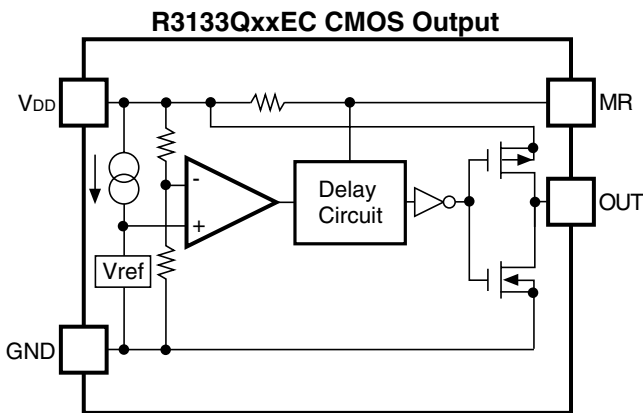 R3133QxxEC CMOS Output
VDD
MR
-
+
Delay
Circuit
OUT
Vref
GND